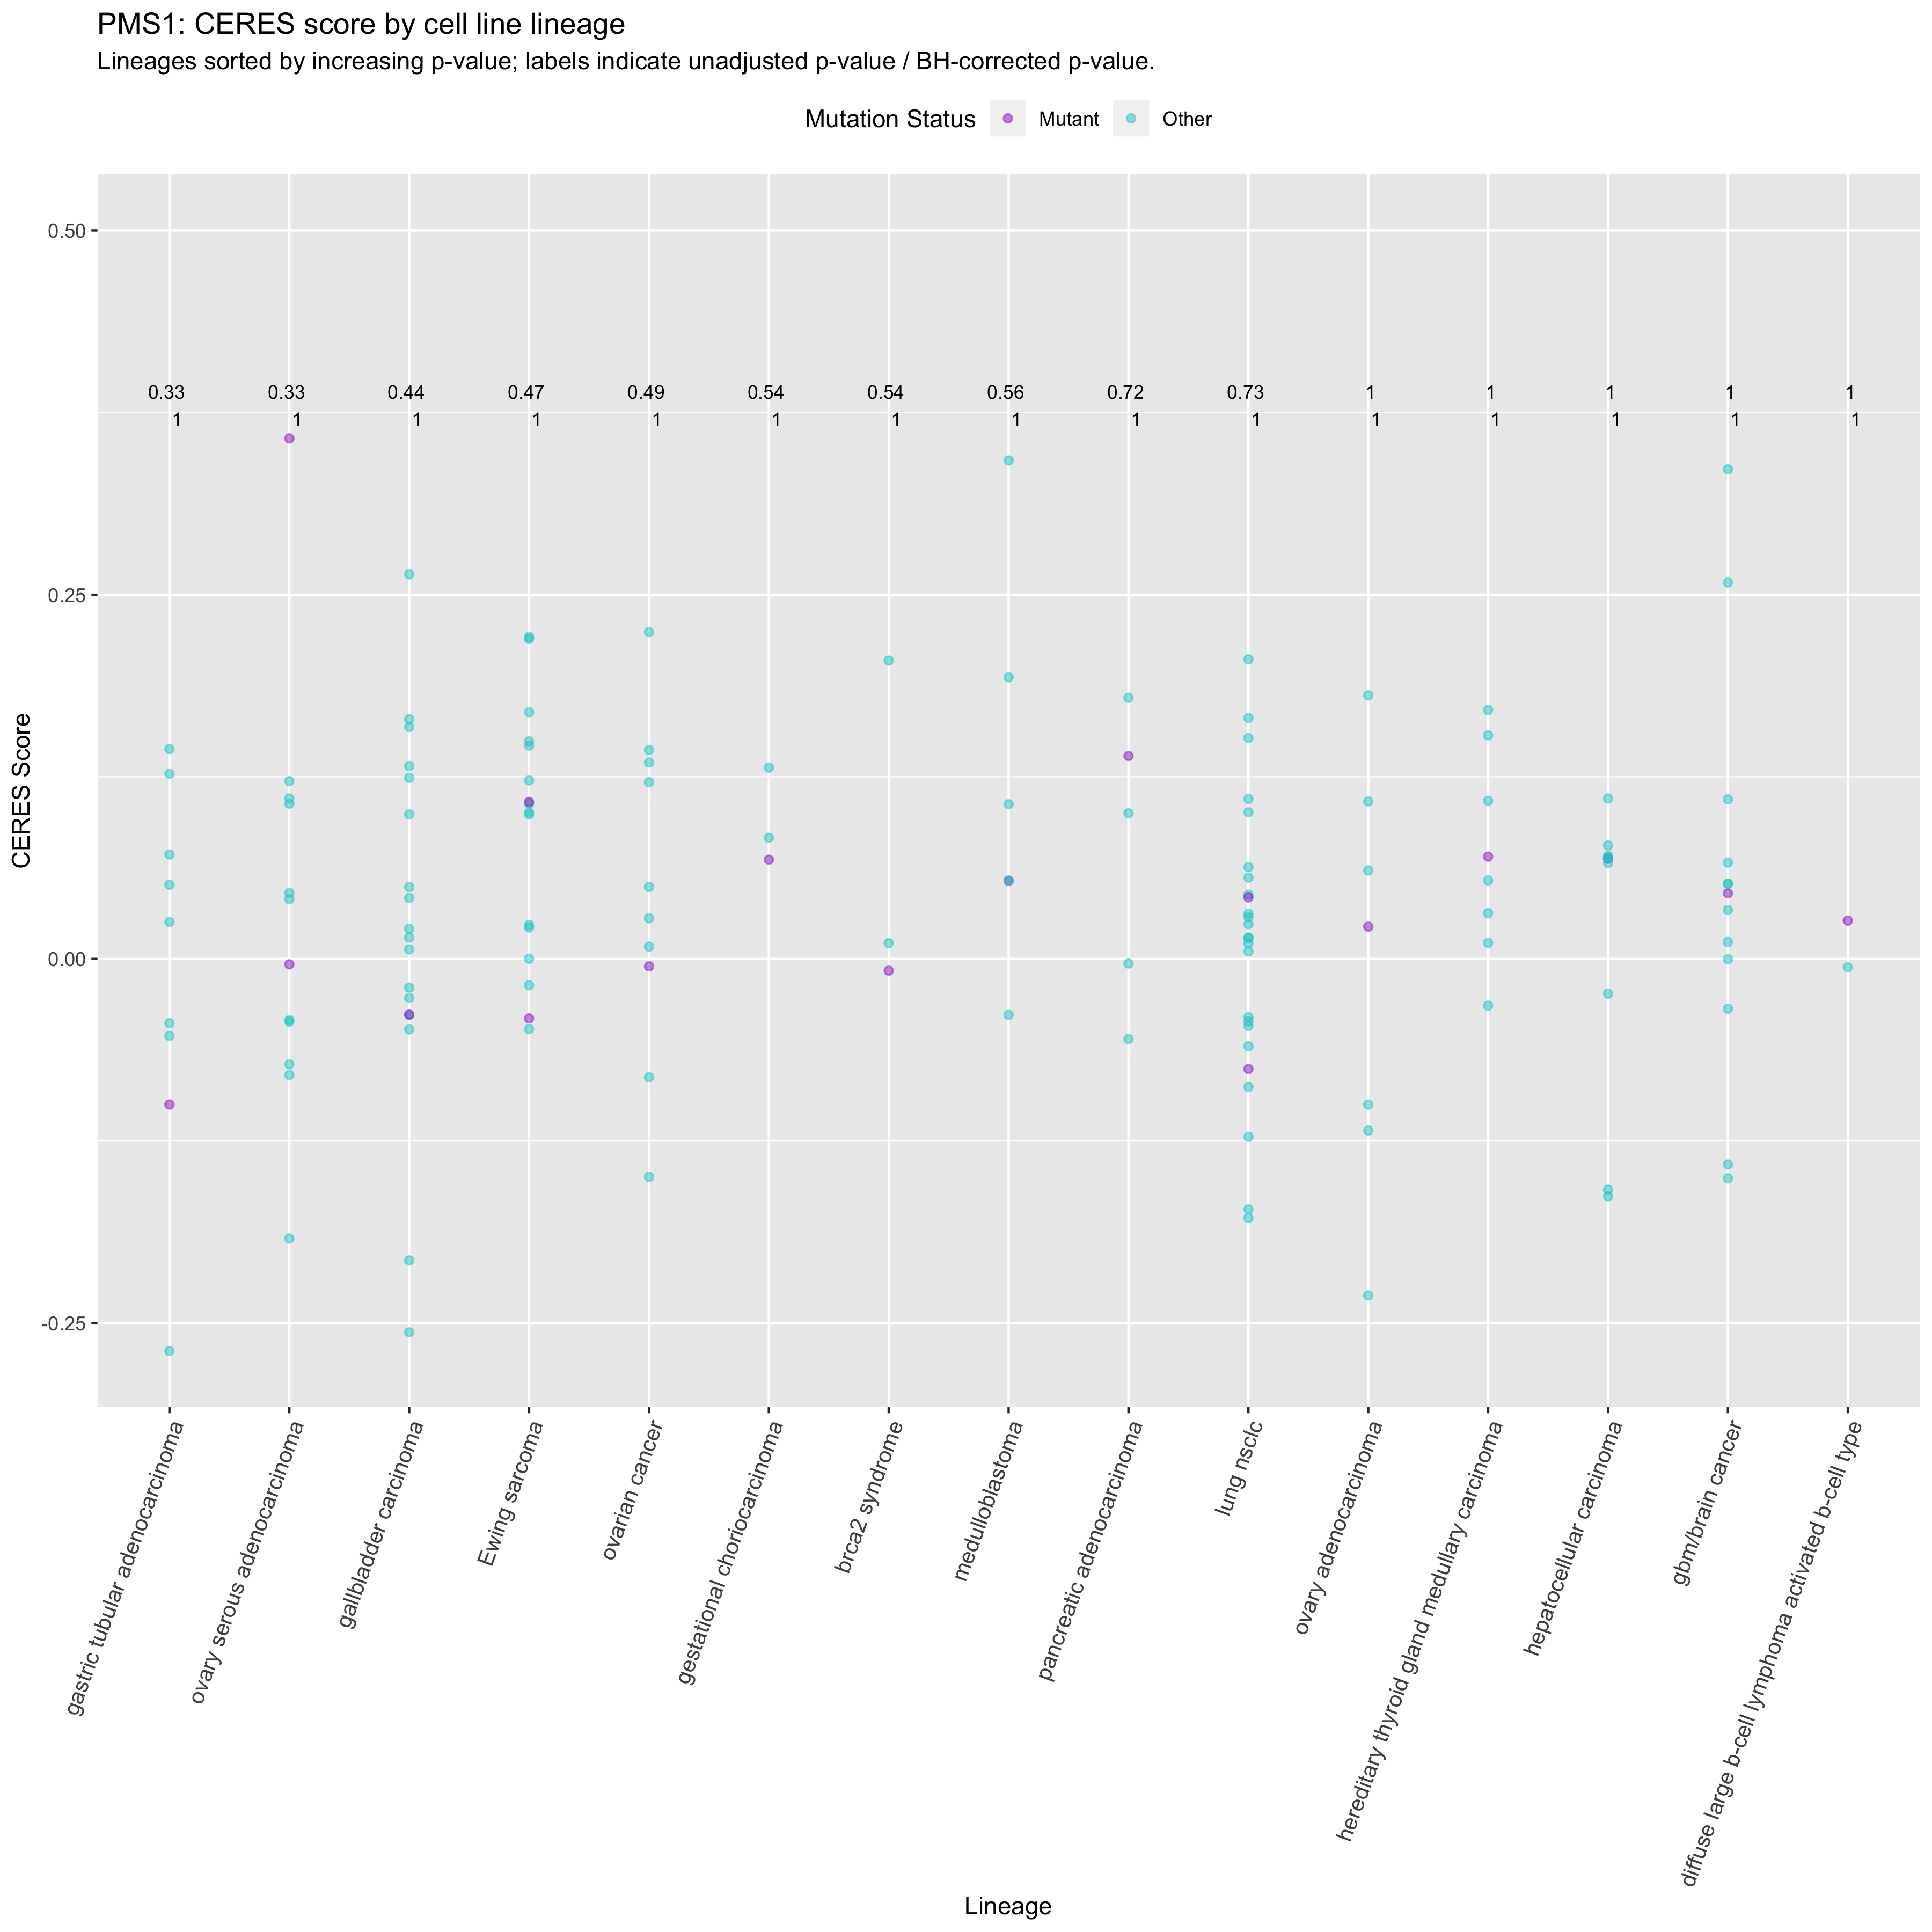 PMS1: CERES score by cell line lineage
Lineages sorted by increasing p-value; labels indicate unadjusted p-value / BH-corrected p-value.
Mutation Status Mutant Other
0.50
0.33 0.33 0.44 0.47 0.49 0.54 0.54 0.56 0.72 0.73 1 1 1 1 1
1 1 1 1 1 1 1 1 1 1 1 1 1 1 1
0.25
0.00
-0.25
CERES Score
gastric tubular adenocarcinoma
ovary serous adenocarcinoma
gallbladder carcinoma
Ewing sarcoma
ovarian cancer
gestational choriocarcinoma
brca2 syndrome
medulloblastoma
pancreatic adenocarcinoma
lung nsclc
ovary adenocarcinoma
hereditary thyroid gland medullary carcinoma
hepatocellular carcinoma
gbm/brain cancer
diffuse large b-cell lymphoma activated b-cell type
Lineage